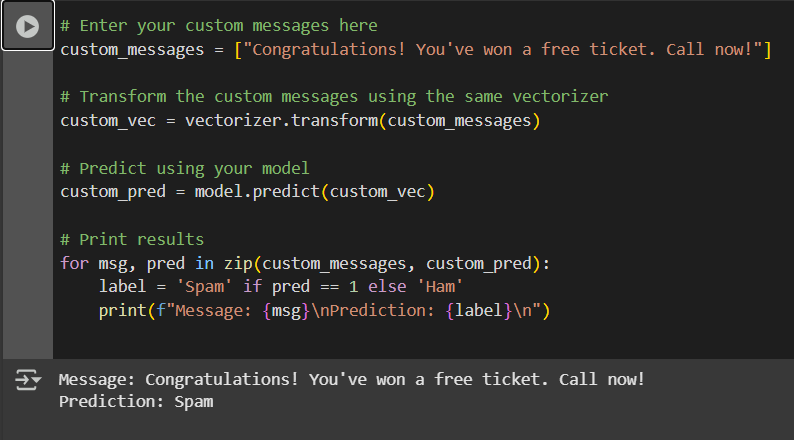 # Enter your custom messages here
custom_messages = ["Congratulations! You've won a free ticket. Call now!"]
# Transform the custom messages using the same vectorizer
custom_vec = vectorizer.transform(custom_messages)
# Predict using your model
custom_pred = model.predict(custom_vec)
# Print results
for msg, pred in zip(custom_messages, custom_pred):
    label = 'Spam' if pred == 1 else 'Ham'
    print(f"Message: {msg}\nPrediction: {label}\n")
Message: Congratulations! You've won a free ticket. Call now!
Prediction: Spam